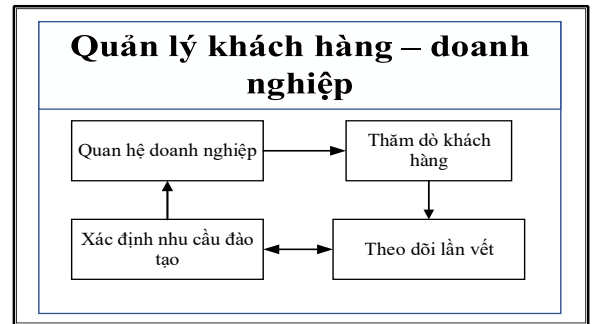 Quản lý khách hàng – doanh
nghiệp
Quan hệ doanh nghiệp
Thăm dò khách
hàng
Xác định nhu cầu đào
tạo
Theo dõi lần vết